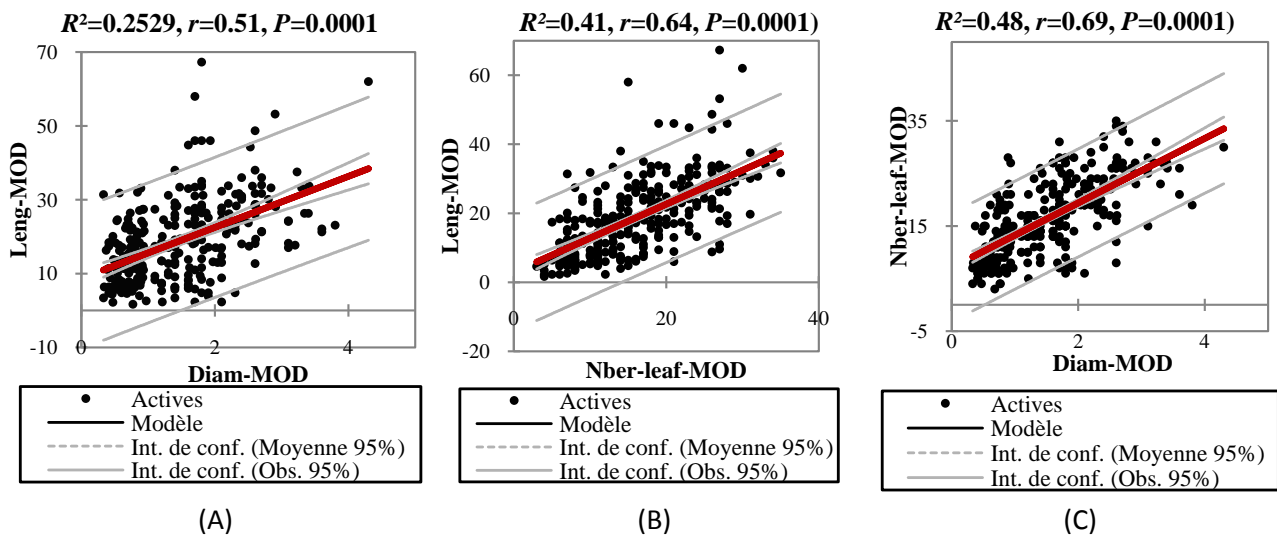 R²=0.2529, r=0.51, P=0.0001
70
50
30
10
-10
0
2
4
Leng-MOD
Diam-MOD
Actives
Modèle
Int. de conf. (Moyenne 95%)
Int. de conf. (Obs. 95%)
(A)
R²=0.41, r=0.64, P=0.0001)
60
40
20
0
-20
0
20
40
Leng-MOD
Nber-leaf-MOD
Actives
Modèle
Int. de conf. (Moyenne 95%)
Int. de conf. (Obs. 95%)
(B)
R²=0.48, r=0.69, P=0.0001)
35
15
-5
0
2
4
Nber-leaf-MOD
Diam-MOD
Actives
Modèle
Int. de conf. (Moyenne 95%)
Int. de conf. (Obs. 95%)
(C)